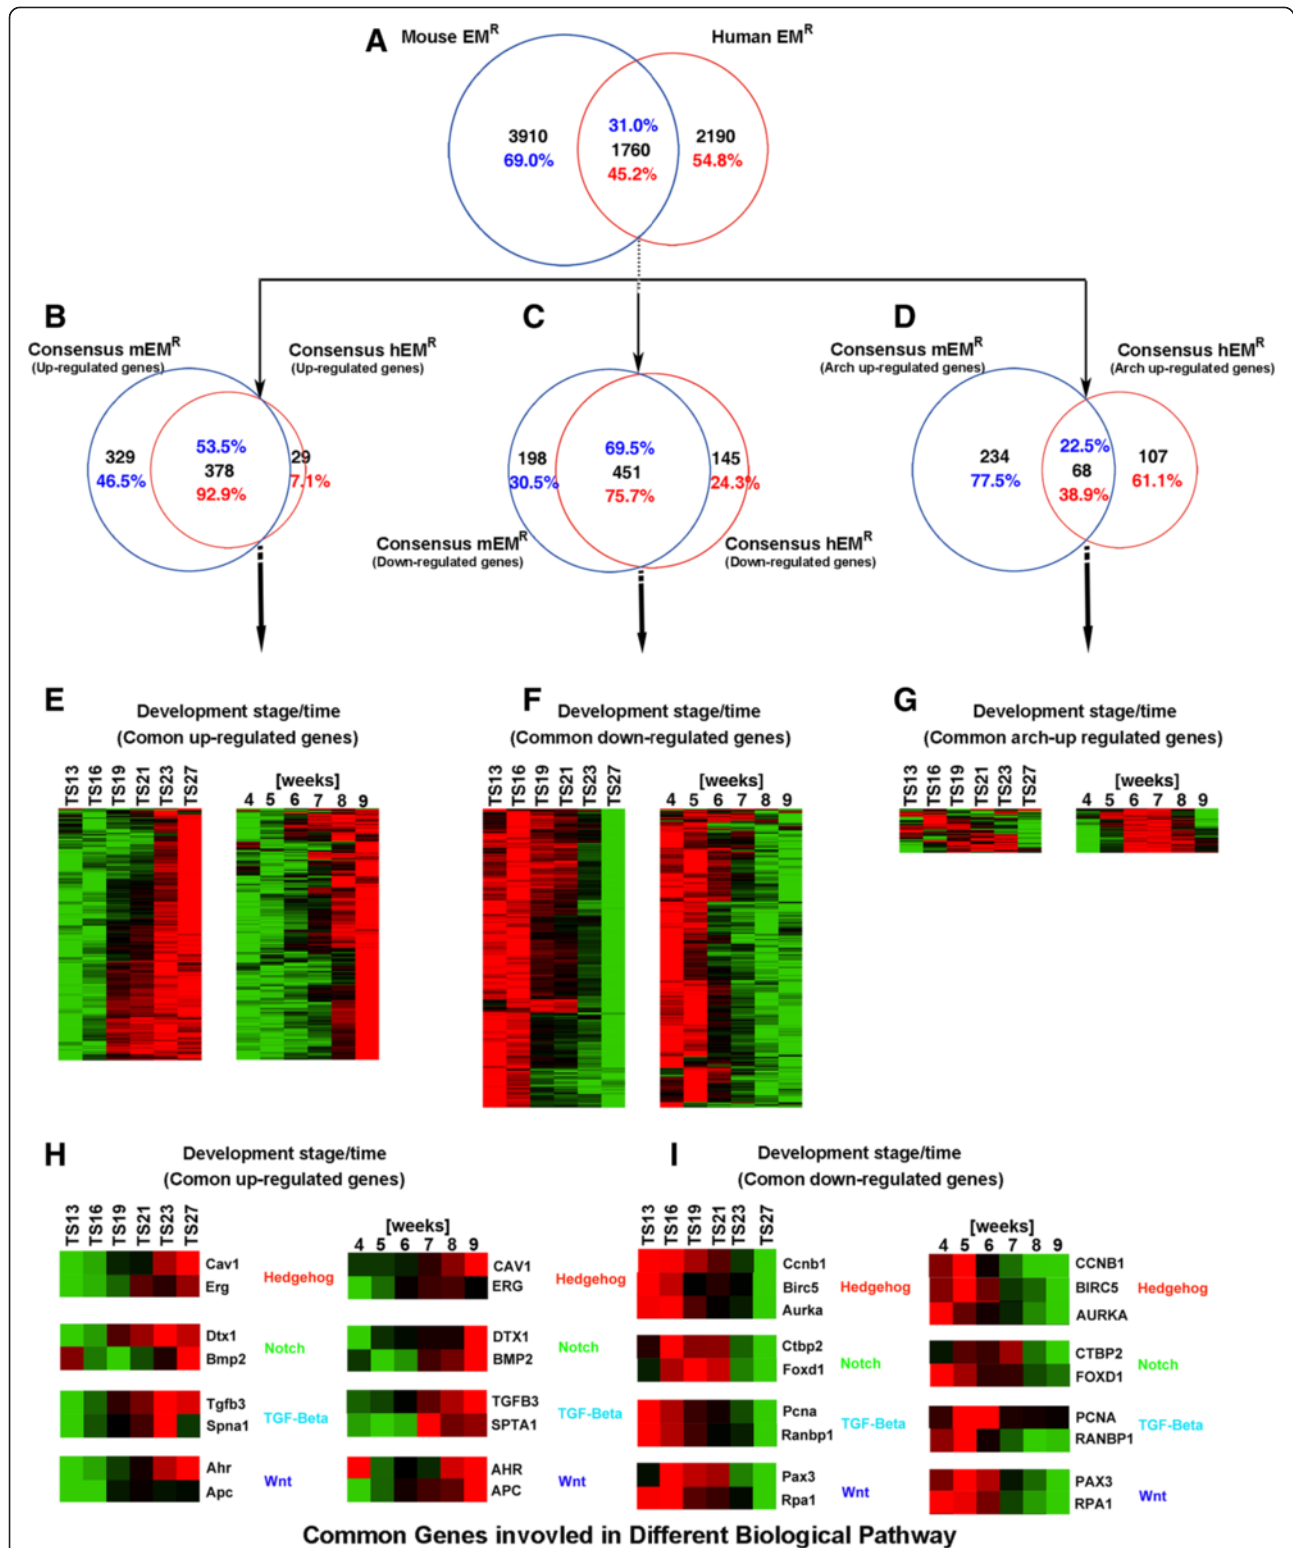 A
Mouse EMR
Human EMR
3910
69.0%
31.0%
1760
45.2%
2190
54.8%
B
Consensus mEMR
(Up-regulated genes)
Consensus hEMR
(Up-regulated genes)
329
46.5%
53.5%
378
92.9%
29
7.1%
C
198
30.5%
69.5%
451
75.7%
145
24.3%
Consensus mEMR
(Down-regulated genes)
Consensus hEMR
(Down-regulated genes)
D
Consensus mEMR
(Arch up-regulated genes)
Consensus hEMR
(Arch up-regulated genes)
234
77.5%
22.5%
68
38.9%
107
61.1%
E
Development stage/time
(Comon up-regulated genes)
TS13 TS16 TS19 TS21 TS23 TS27
[weeks]
4 5 6 7 8 9
F
Development stage/time
(Common down-regulated genes)
TS13 TS16 TS19 TS21 TS23 TS27
[weeks]
4 5 6 7 8 9
G
Development stage/time
(Common arch-up regulated genes)
TS13 TS16 TS19 TS21 TS23 TS27
[weeks]
4 5 6 7 8 9
H
Development stage/time
(Comon up-regulated genes)
TS13 TS16 TS19 TS21 TS23 TS27
[weeks]
4 5 6 7 8 9
Cav1
Erg
Hedgehog
CAV1
ERG
Hedgehog
Dtx1
Bmp2
Notch
DTX1
BMP2
Notch
Tgfb3
Spna1
TGF-Beta
TGFB3
SPTA1
TGF-Beta
Ahr
Apc
Wnt
AHR
APC
Wnt
I
Development stage/time
(Comon down-regulated genes)
TS13 TS16 TS19 TS21 TS23 TS27
[weeks]
4 5 6 7 8 9
Ccnb1
Birc5
Aurka
Hedgehog
CCNB1
BIRC5
AURKA
Hedgehog
Ctbp2
Foxd1
Notch
CTBP2
FOXD1
Notch
Pcna
Ranbp1
TGF-Beta
PCNA
RANBP1
TGF-Beta
Pax3
Rpa1
Wnt
PAX3
RPA1
Wnt
Common Genes invovled in Different Biological Pathway